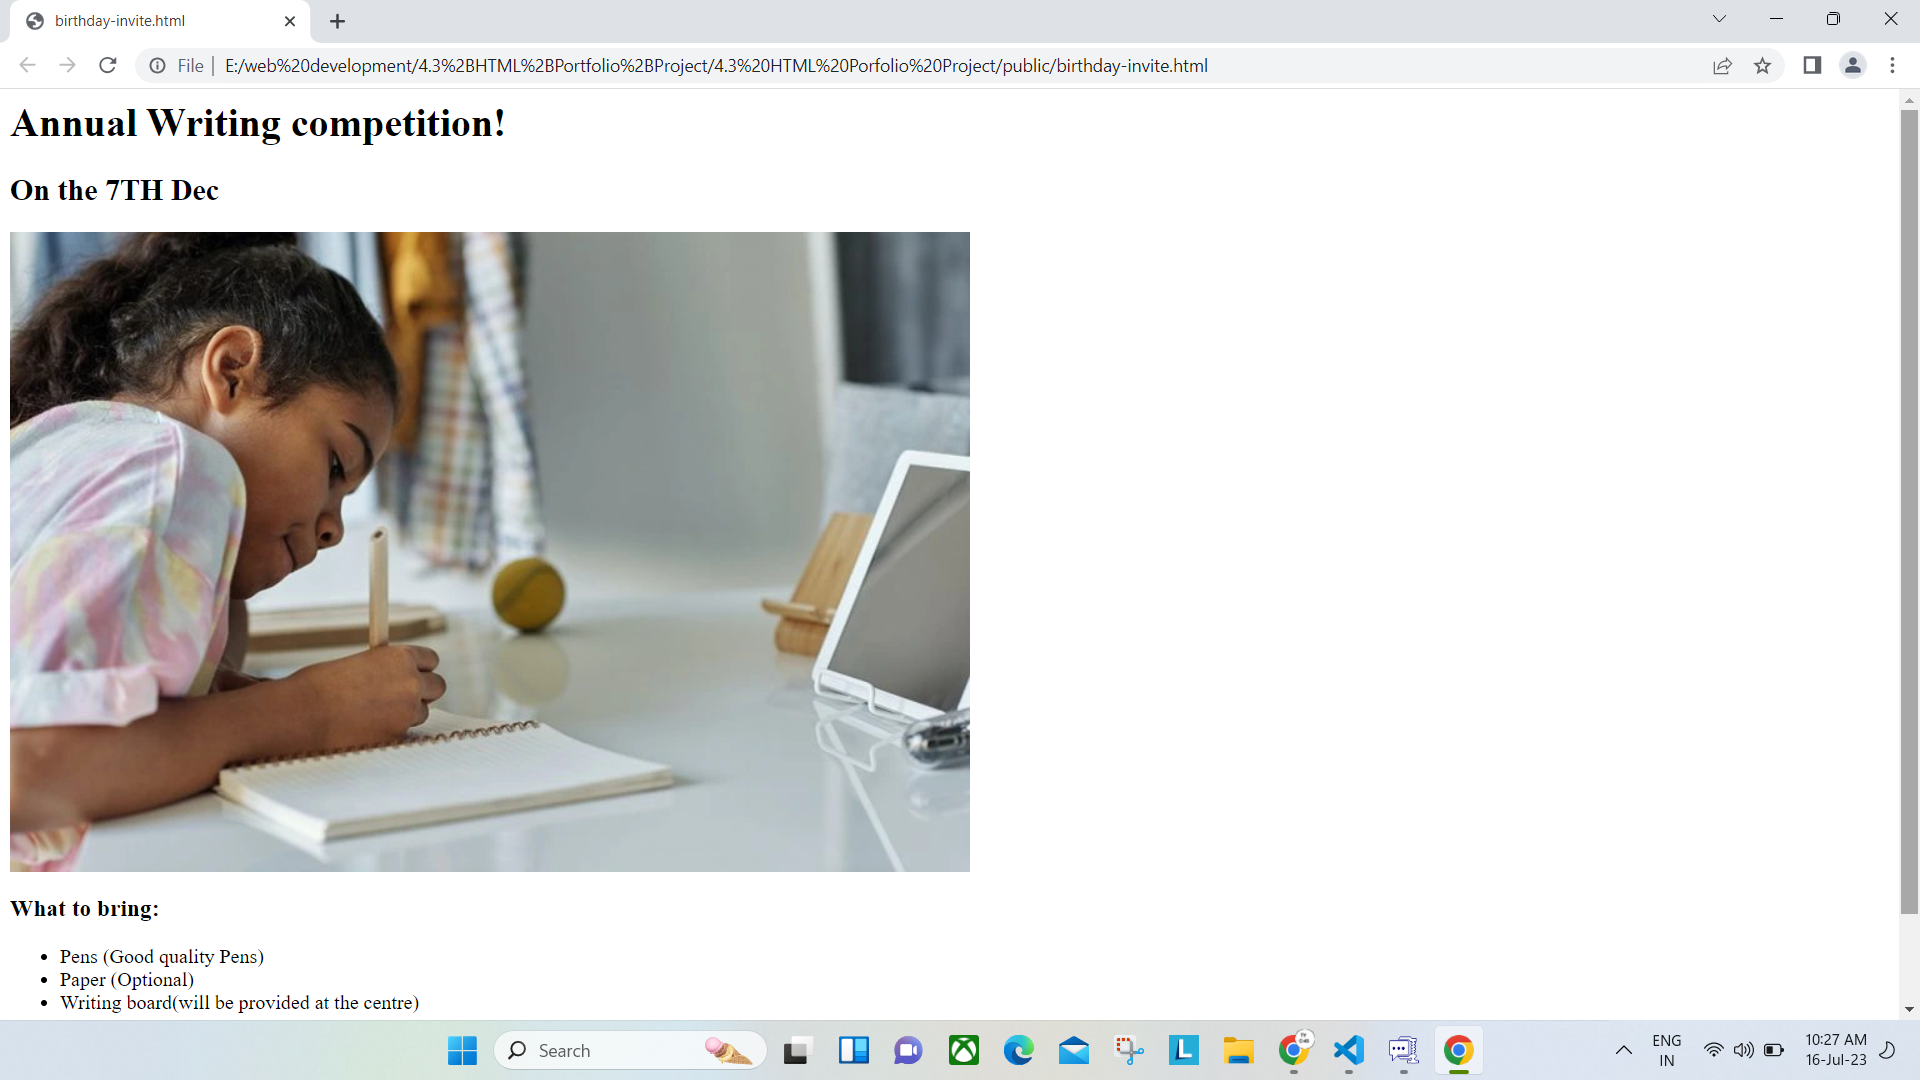 birthday-invite.html
File | E:/web%20development/4.3%2BHTML%2BPortfolio%2BProject/4.3%20HTML%20Porfolio%20Project/public/birthday-invite.html
Annual Writing competition!
On the 7TH Dec
What to bring:
• Pens (Good quality Pens)
• Paper (Optional)
• Writing board(will be provided at the centre)
Search
ENG
IN
10:27 AM
16-Jul-23